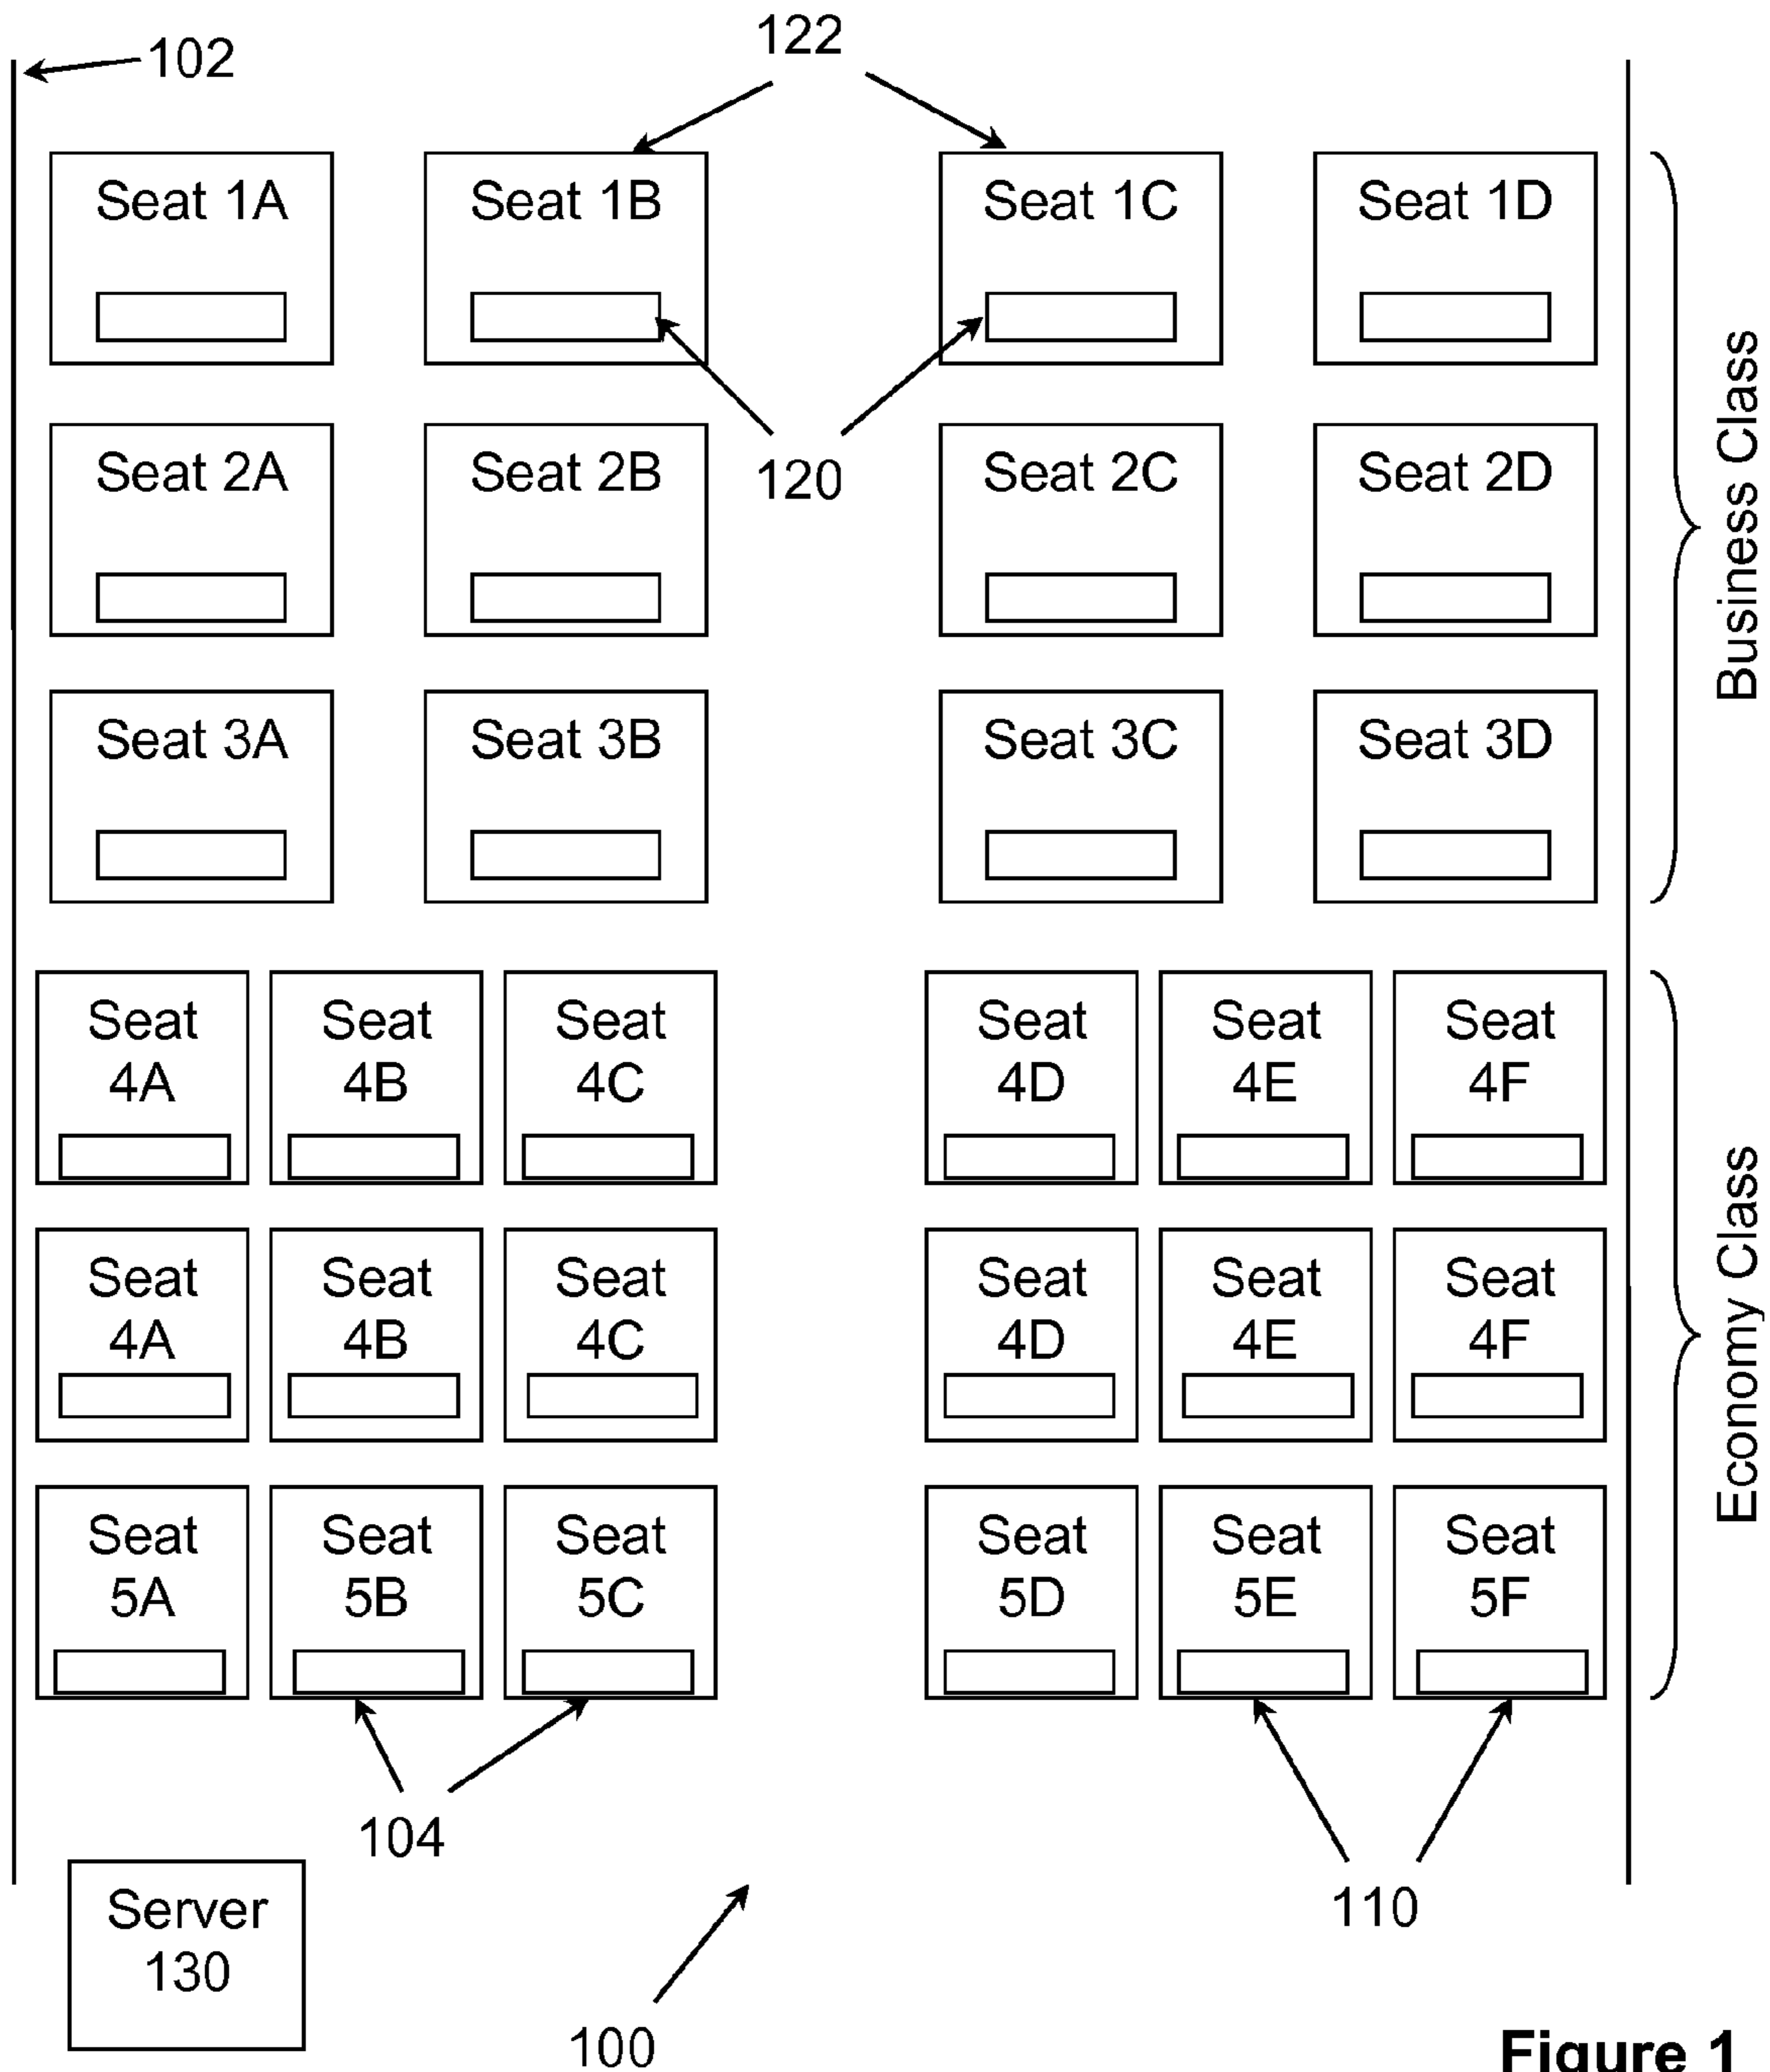 102
122
Seat 1A
Seat 1B
Seat 1C
Seat 1D
120
Seat 2A
Seat 2B
Seat 2C
Seat 2D
Seat 3A
Seat 3B
Seat 3C
Seat 3D
Business Class
Seat
4A
Seat
4B
Seat
4C
Seat
4D
Seat
4E
Seat
4F
Seat
4A
Seat
4B
Seat
4C
Seat
4D
Seat
4E
Seat
4F
Seat
5A
Seat
5B
Seat
5C
Seat
5D
Seat
5E
Seat
5F
Economy Class
104
110
Server
130
100
Figure 1